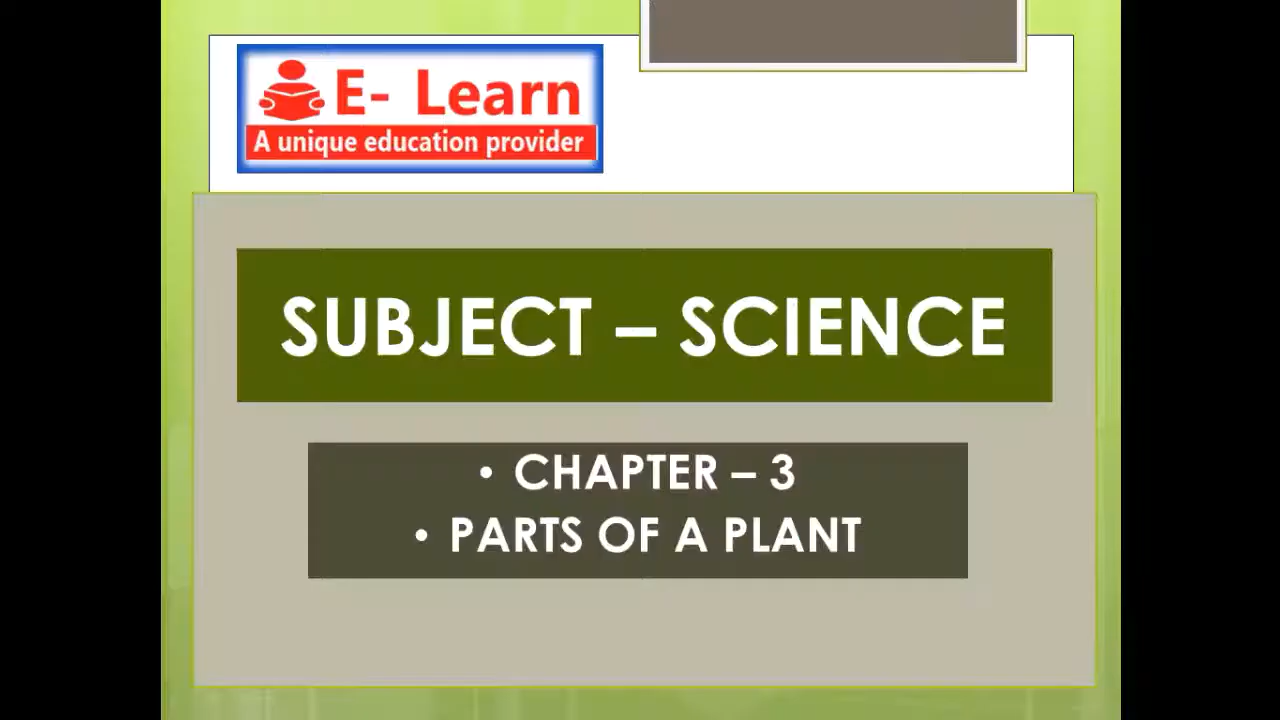 E- Learn
A unique education provider
SUBJECT – SCIENCE
• CHAPTER – 3
• PARTS OF A PLANT